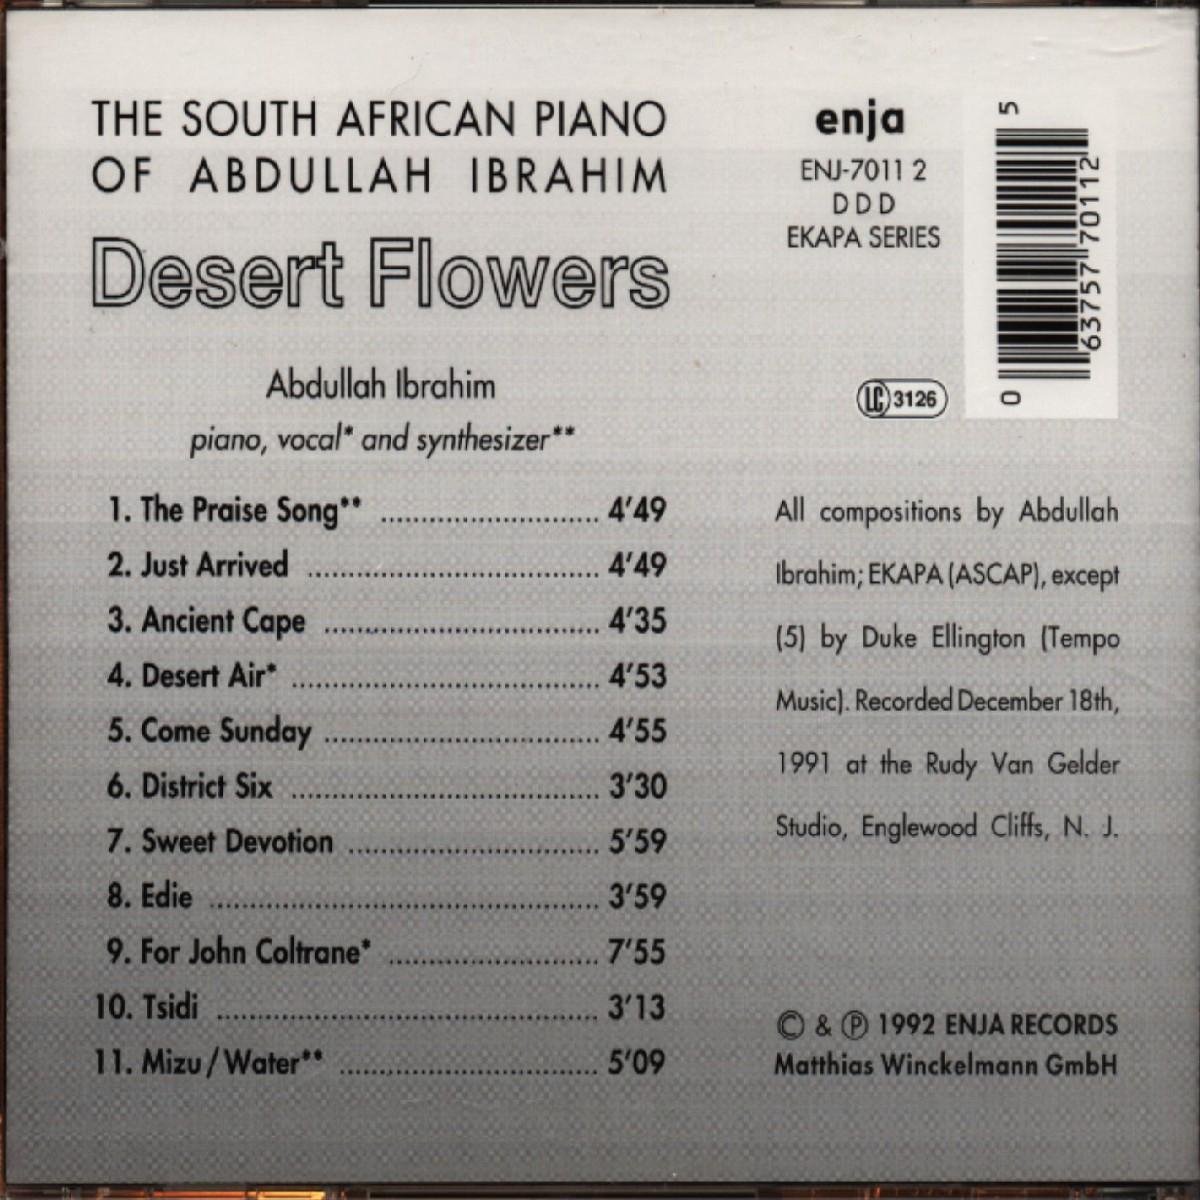 THE SOUTH AFRICAN PIANO
OF ABDULLAH IBRAHIM
Desert Flowers
Abdullah Ibrahim
piano, vocal* and synthesizer**
1. The Praise Song** 4'49
2. Just Arrived 4'49
3. Ancient Cape 4'35
4. Desert Air* 4'53
5. Come Sunday 4'55
6. District Six 3'30
7. Sweet Devotion 5'59
8. Edie 3'59
9. For John Coltrane* 7'55
10. Tsidi 3'13
11. Mizu/Water** 5'09
enja
ENJ-7011 2
DDD
EKAPA SERIES
0 63757 70112 5
LC 3126
All compositions by Abdullah
Ibrahim; EKAPA (ASCAP), except
(5) by Duke Ellington (Tempo
Music). Recorded December 18th,
1991 at the Rudy Van Gelder
Studio, Englewood Cliffs, N. J.
© & ℗ 1992 ENJA RECORDS
Matthias Winckelmann GmbH